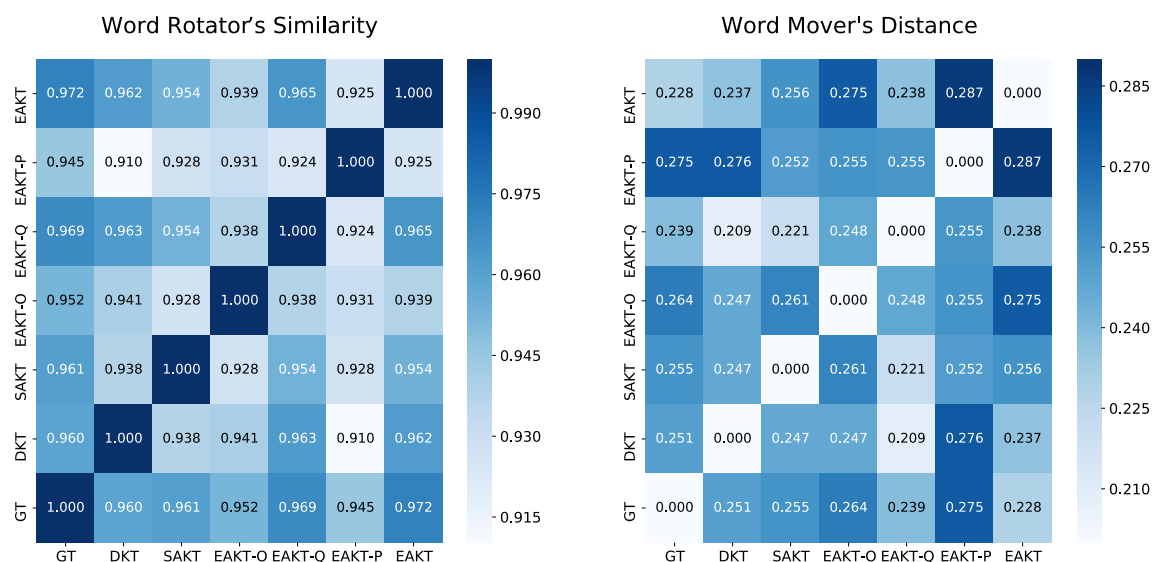 Word Rotator’s Similarity
EAKT 0.972 0.962 0.954 0.939 0.965 0.925 1.000
EAKT-P 0.945 0.910 0.928 0.931 0.924 1.000 0.925
EAKT-Q 0.969 0.963 0.954 0.938 1.000 0.924 0.965
EAKT-O 0.952 0.941 0.928 1.000 0.938 0.931 0.939
SAKT 0.961 0.938 1.000 0.928 0.954 0.928 0.954
DKT 0.960 1.000 0.938 0.941 0.963 0.910 0.962
GT 1.000 0.960 0.961 0.952 0.969 0.945 0.972
GT DKT SAKT EAKT-O EAKT-Q EAKT-P EAKT
0.990
0.975
0.960
0.945
0.930
0.915
Word Mover's Distance
EAKT 0.228 0.237 0.256 0.275 0.238 0.287 0.000
EAKT-P 0.275 0.276 0.252 0.255 0.255 0.000 0.287
EAKT-Q 0.239 0.209 0.221 0.248 0.000 0.255 0.238
EAKT-O 0.264 0.247 0.261 0.000 0.248 0.255 0.275
SAKT 0.255 0.247 0.000 0.261 0.221 0.252 0.256
DKT 0.251 0.000 0.247 0.247 0.209 0.276 0.237
GT 0.000 0.251 0.255 0.264 0.239 0.275 0.228
GT DKT SAKT EAKT-O EAKT-Q EAKT-P EAKT
0.285
0.270
0.255
0.240
0.225
0.210